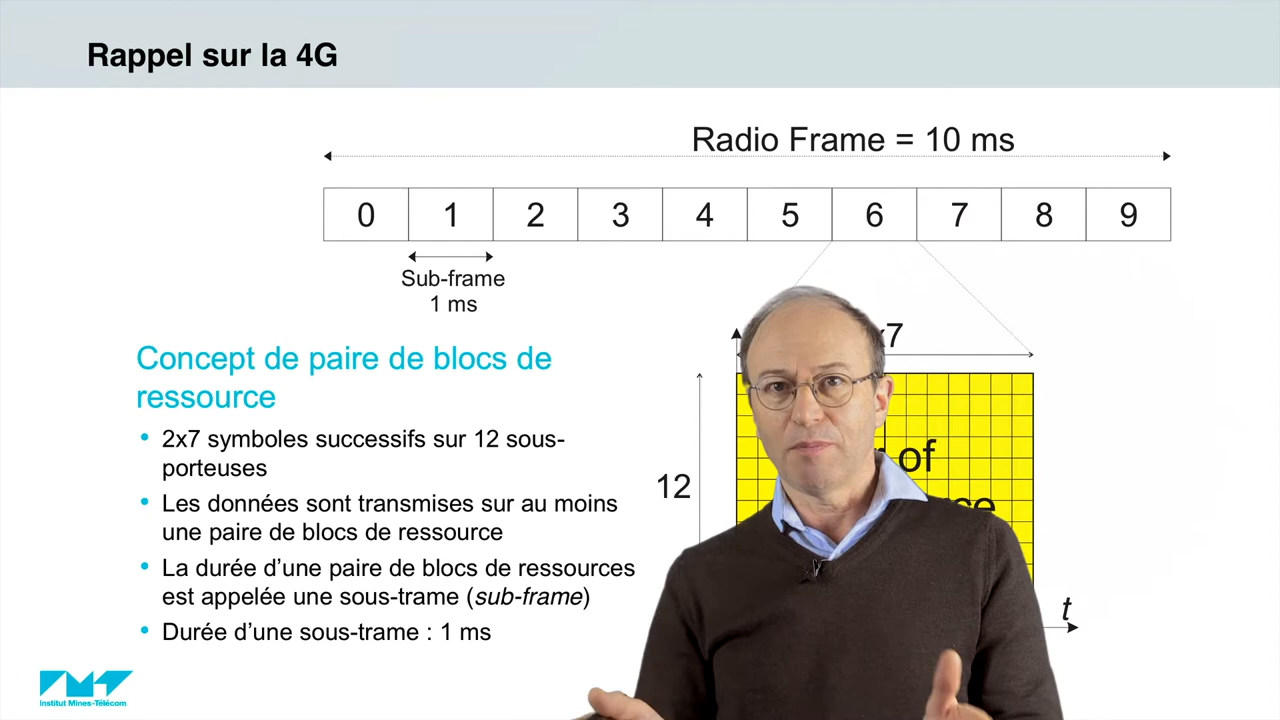 Rappel sur la 4G
Radio Frame = 10 ms
0 1 2 3 4 5 6 7 8 9
Sub-frame
1 ms
x7
Concept de paire de blocs de
ressource
12
of
2x7 symboles successifs sur 12 sous-
porteuses
Les données sont transmises sur au moins
une paire de blocs de ressource
La durée d'une paire de blocs de ressources
est appelée une sous-trame (sub-frame)
Durée d'une sous-trame : 1 ms
t
Institut Mines-Télécom